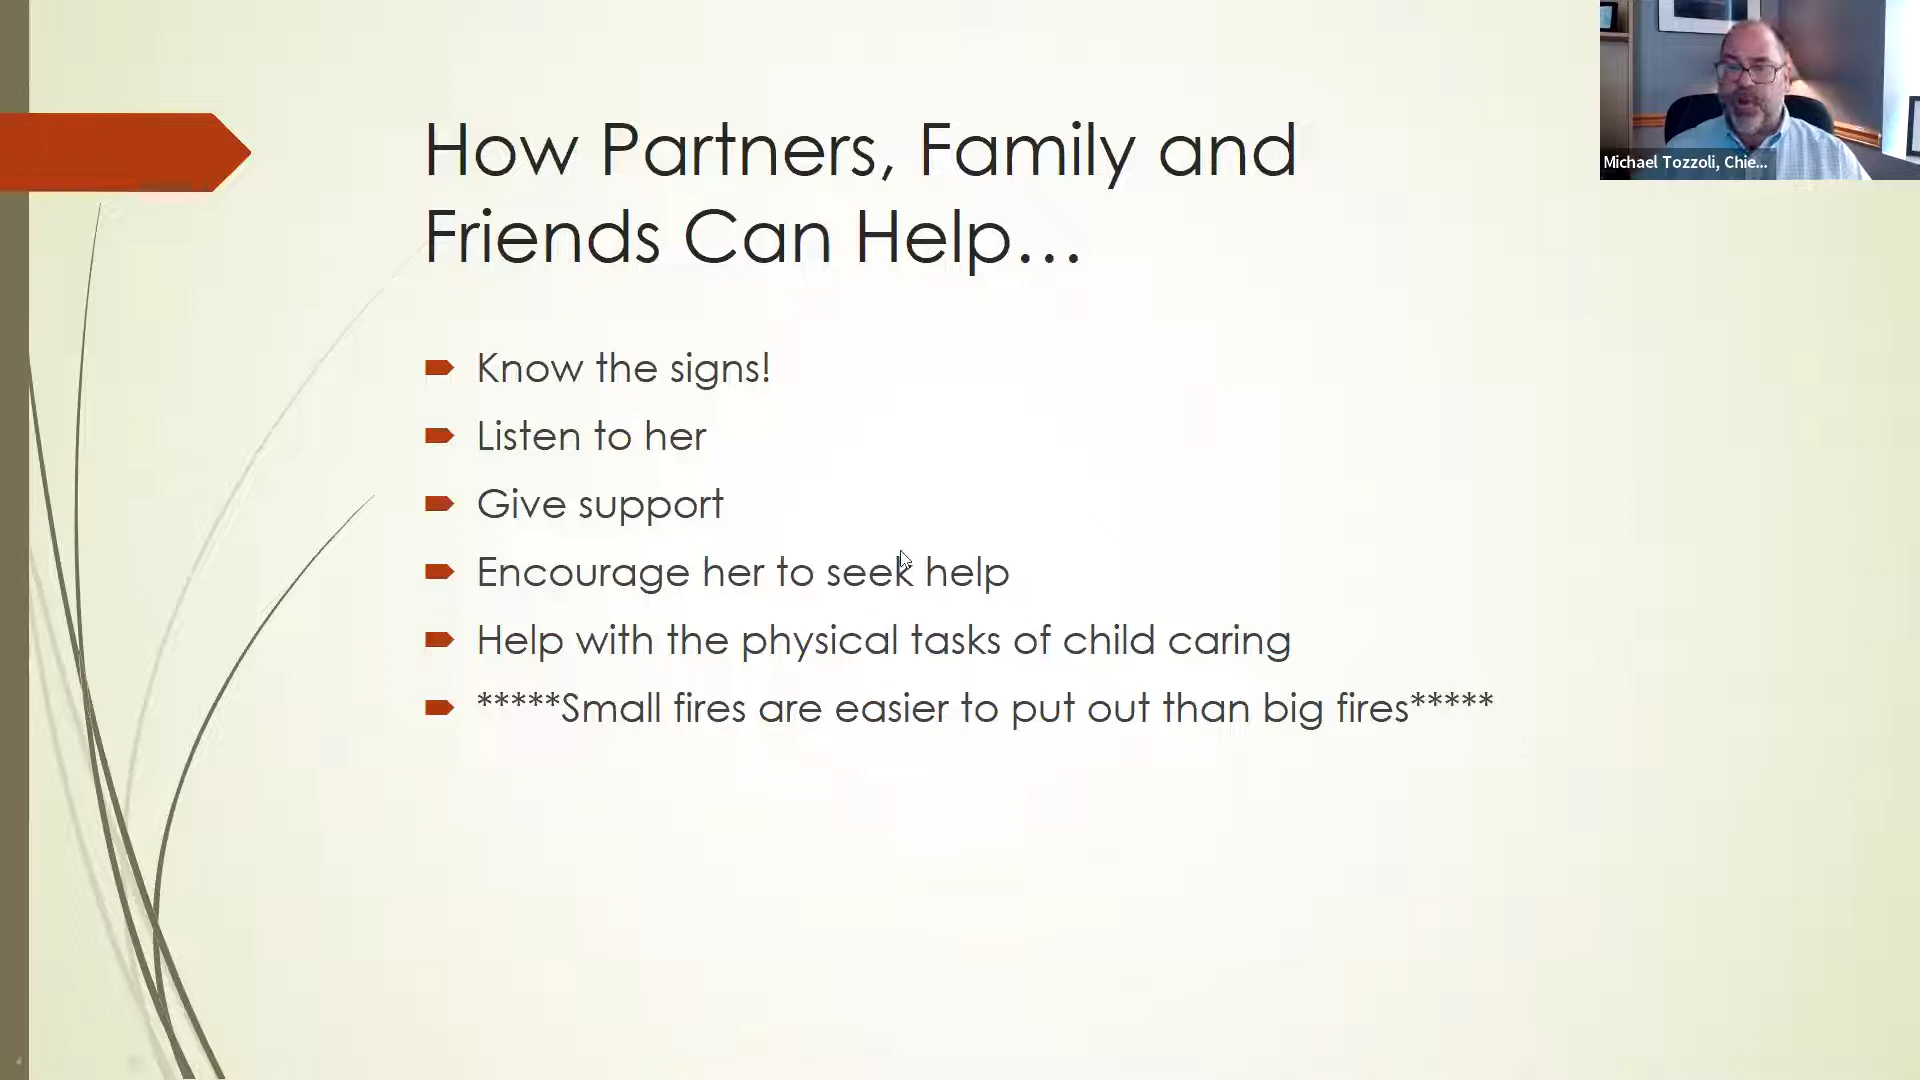 How Partners, Family and
Friends Can Help…
Know the signs!
Listen to her
Give support
Encourage her to seek help
Help with the physical tasks of child caring
*****Small fires are easier to put out than big fires*****
Michael Tozzoli, Chie...